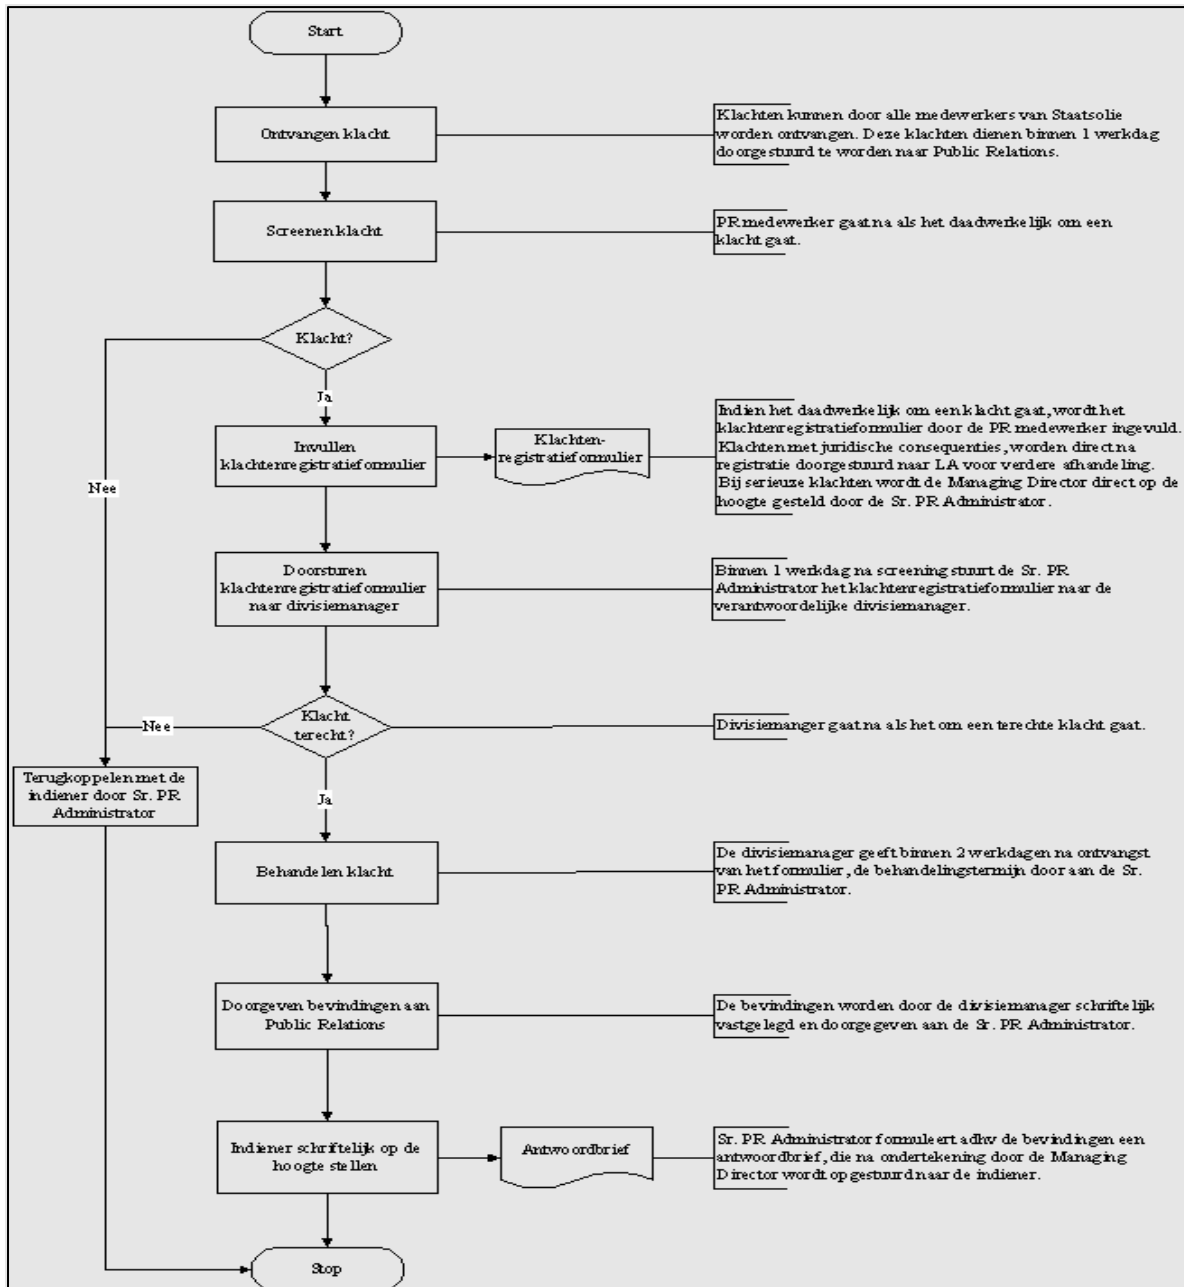 Start
Ontvangen klacht
Klachten kunnen door alle medewerkers van Staatsolie
worden ontvangen. Deze klachten dienen binnen 1 werkdag
doorgestuurd te worden naar Public Relations.
Screenen klacht
PR medewerker gaat na als het daadwerkelijk om een
klacht gaat.
Klacht?
Ja
Nee
Invullen
klachtenregistratieformulier
Klachten-
registratieformulier
Indien het daadwerkelijk om een klacht gaat, wordt het
klachtenregistratieformulier door de PR medewerker ingevuld.
Klachten met juridische consequenties, worden direct na
registratie doorgestuurd naar LA voor verdere afhandeling.
Bij serieuze klachten wordt de Managing Director direct op de
hoogte gesteld door de Sr. PR Administrator.
Doorsturen
klachtenregistratieformulier
naar divisiemanager
Binnen 1 werkdag na screening stuurt de Sr. PR
Administrator het klachtenregistratieformulier naar de
verantwoordelijke divisiemanager.
Klacht
terecht?
Nee
Divisiemanger gaat na als het om een terechte klacht gaat.
Terugkoppelen met de
indiener door Sr. PR
Administrator
Ja
Behandelen klacht
De divisiemanager geeft binnen 2 werkdagen na ontvangst
van het formulier, de behandelingstermijn door aan de Sr.
PR Administrator.
Doorgeven bevindingen aan
Public Relations
De bevindingen worden door de divisiemanager schriftelijk
vastgelegd en doorgegeven aan de Sr. PR Administrator.
Indiener schriftelijk op de
hoogte stellen
Antwoordbrief
Sr. PR Administrator formuleert adhv de bevindingen een
antwoordbrief, die na ondertekening door de Managing
Director wordt opgestuurd naar de indiener.
Stop